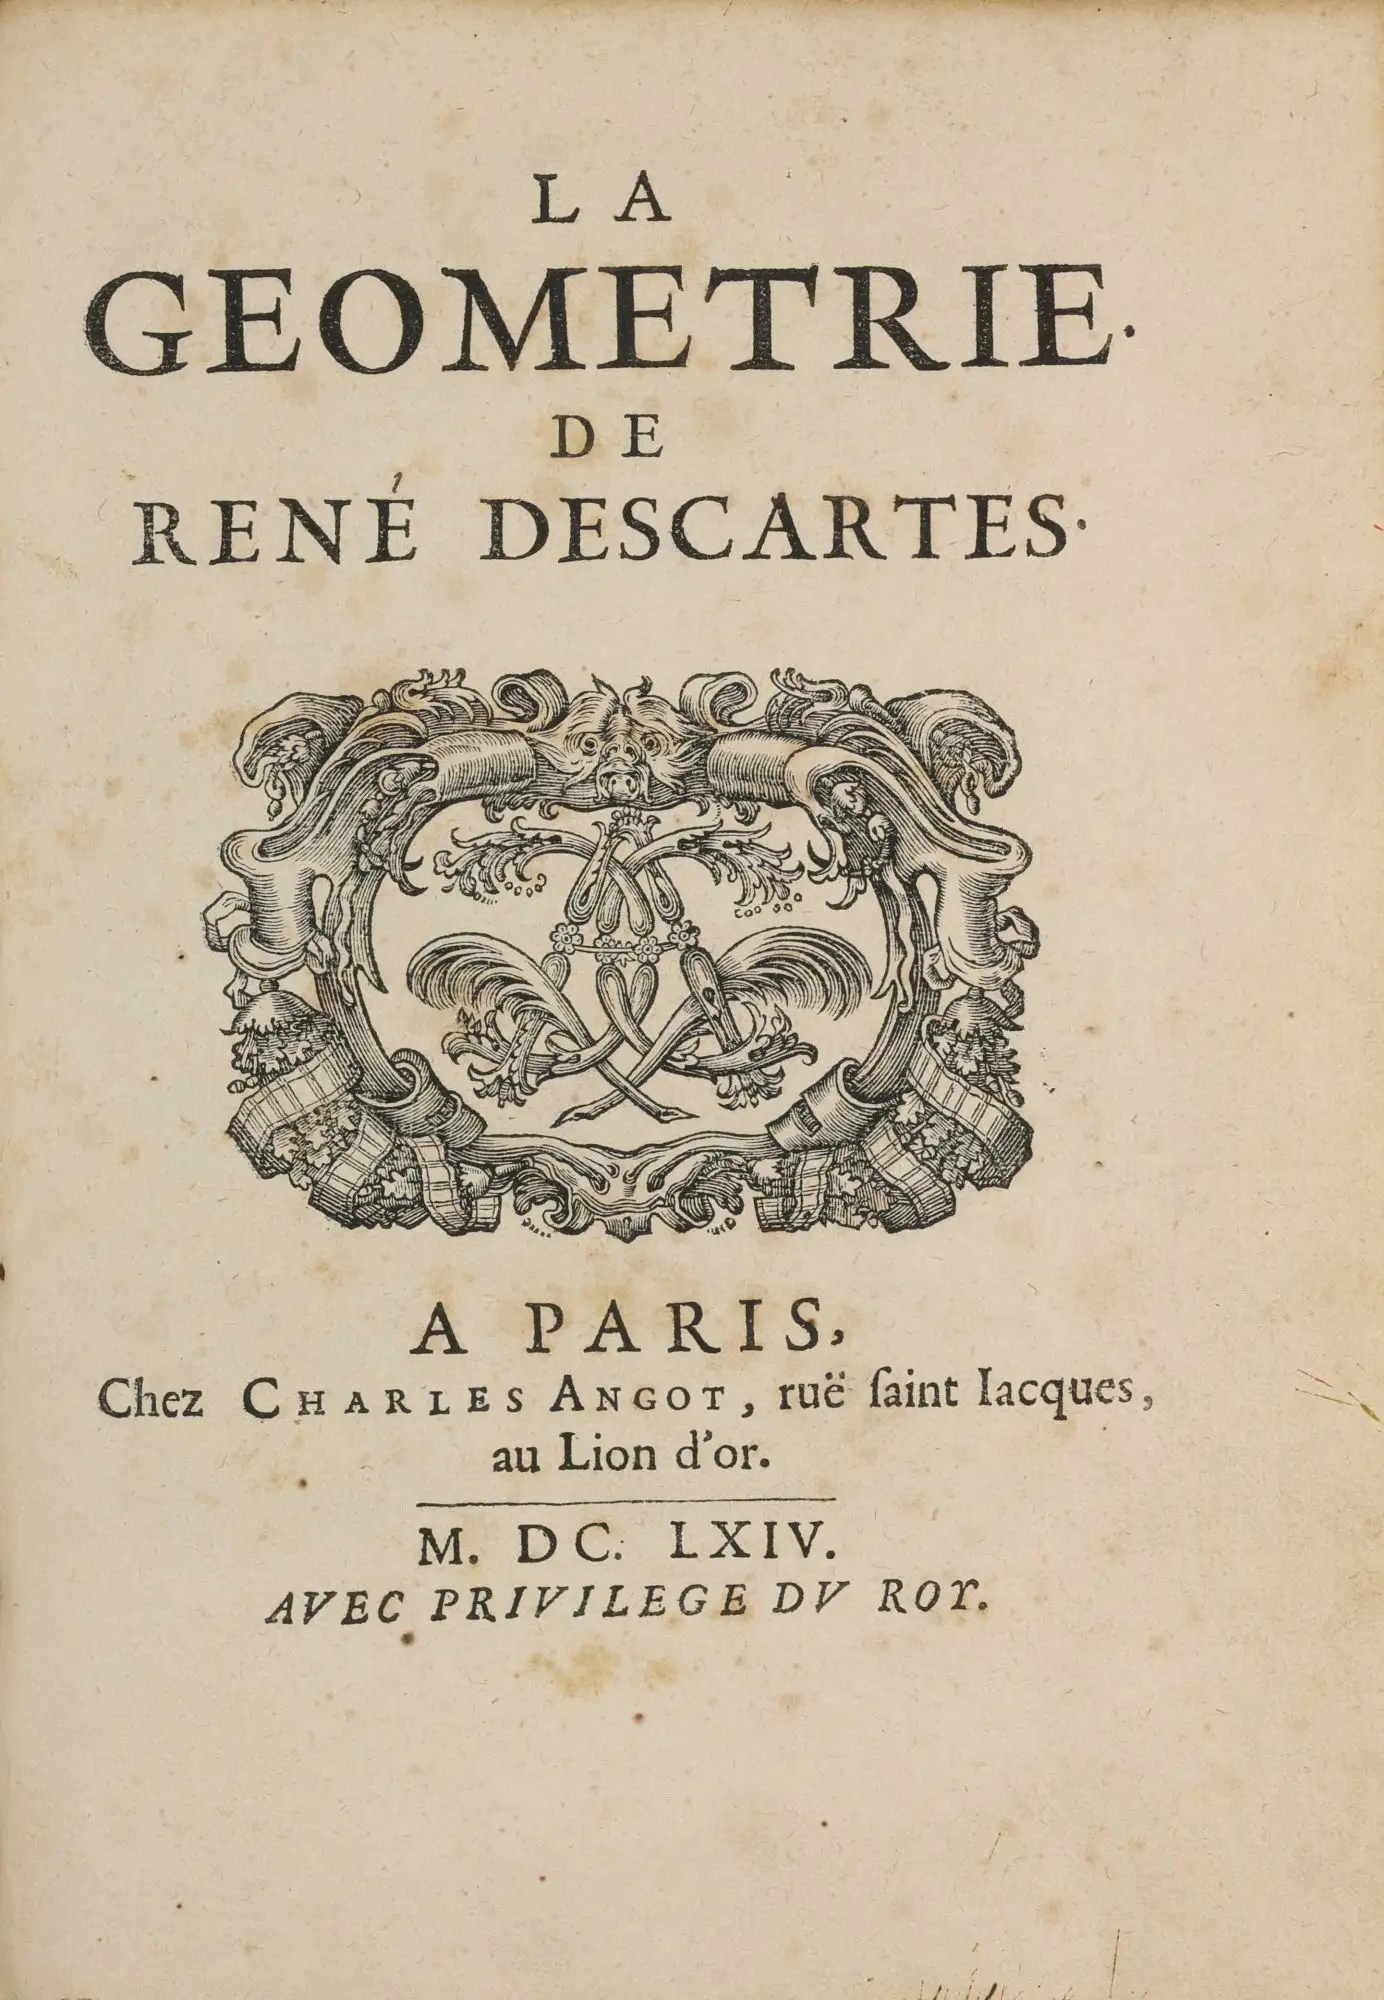 LA
GEOMETRIE.
DE
RENÉ DESCARTES.
A PARIS,
Chez CHARLES ANGOT, ruë ſaint Iacques,
au Lion d'or.
M. DC. LXIV.
AVEC PRIVILEGE DV ROY.